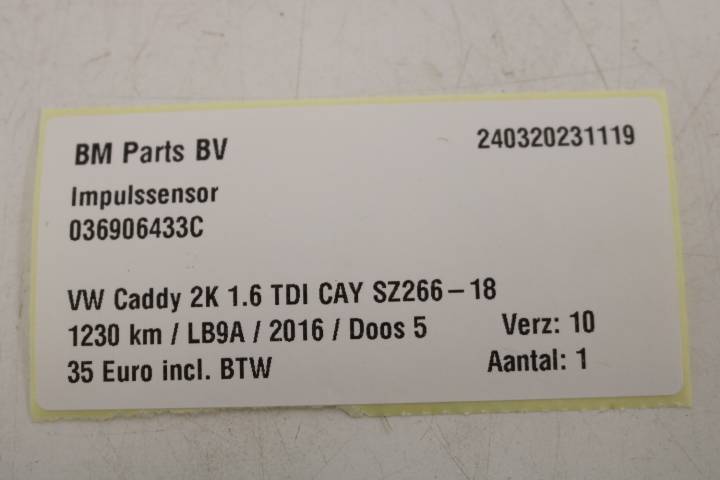 BM Parts BV 240320231119
Impulssensor
036906433C
VW Caddy 2K 1.6 TDI CAY SZ266-18
1230 km / LB9A / 2016 / Doos 5 Verz: 10
35 Euro incl. BTW Aantal: 1